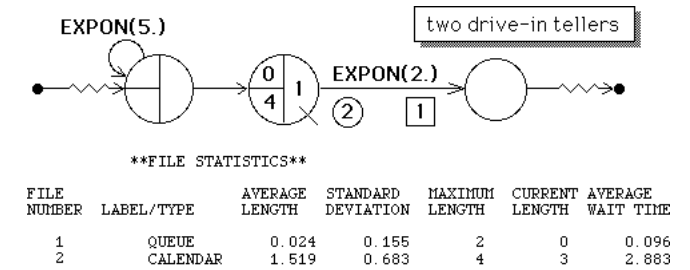 EXPON(5.)
two drive-in tellers
0
4
1
EXPON(2.)
2
1
**FILE STATISTICS**
FILE AVERAGE STANDARD MAXIMUM CURRENT AVERAGE
NUMBER LABEL/TYPE LENGTH DEVIATION LENGTH LENGTH WAIT TIME
1 QUEUE 0.024 0.155 2 0 0.096
2 CALENDAR 1.519 0.683 4 3 2.883